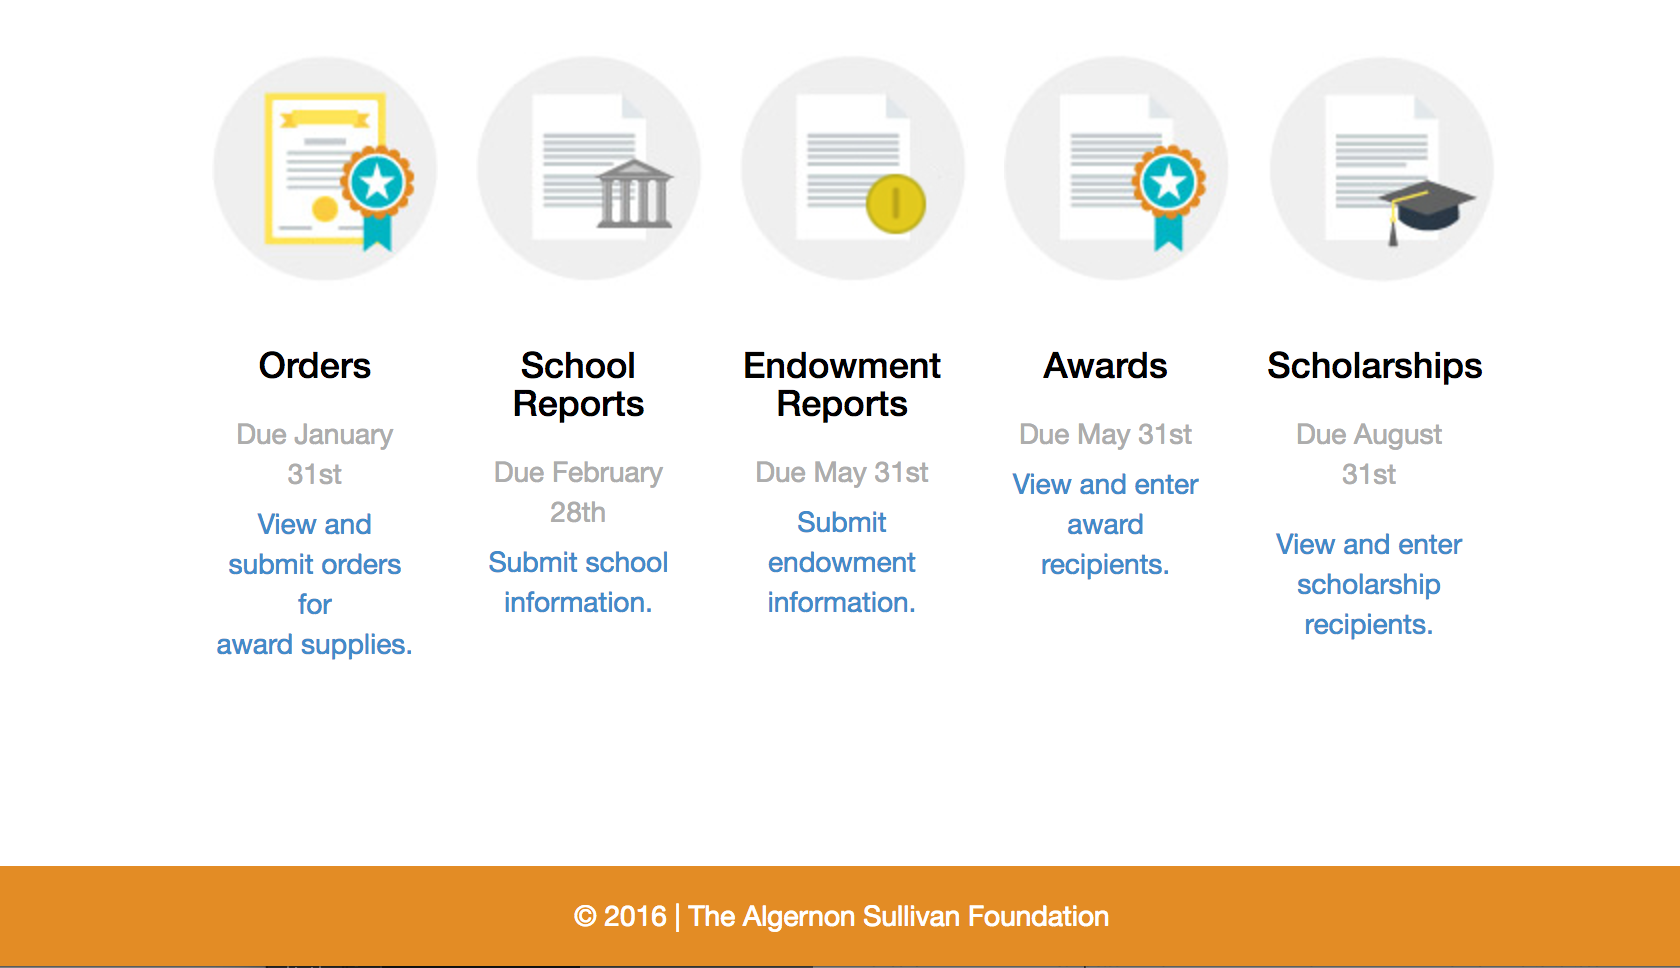 Orders
Due January
31st
View and
submit orders
for
award supplies.
School
Reports
Due February
28th
Submit school
information.
Endowment
Reports
Due May 31st
Submit
endowment
information.
Awards
Due May 31st
View and enter
award
recipients.
Scholarships
Due August
31st
View and enter
scholarship
recipients.
© 2016 | The Algernon Sullivan Foundation